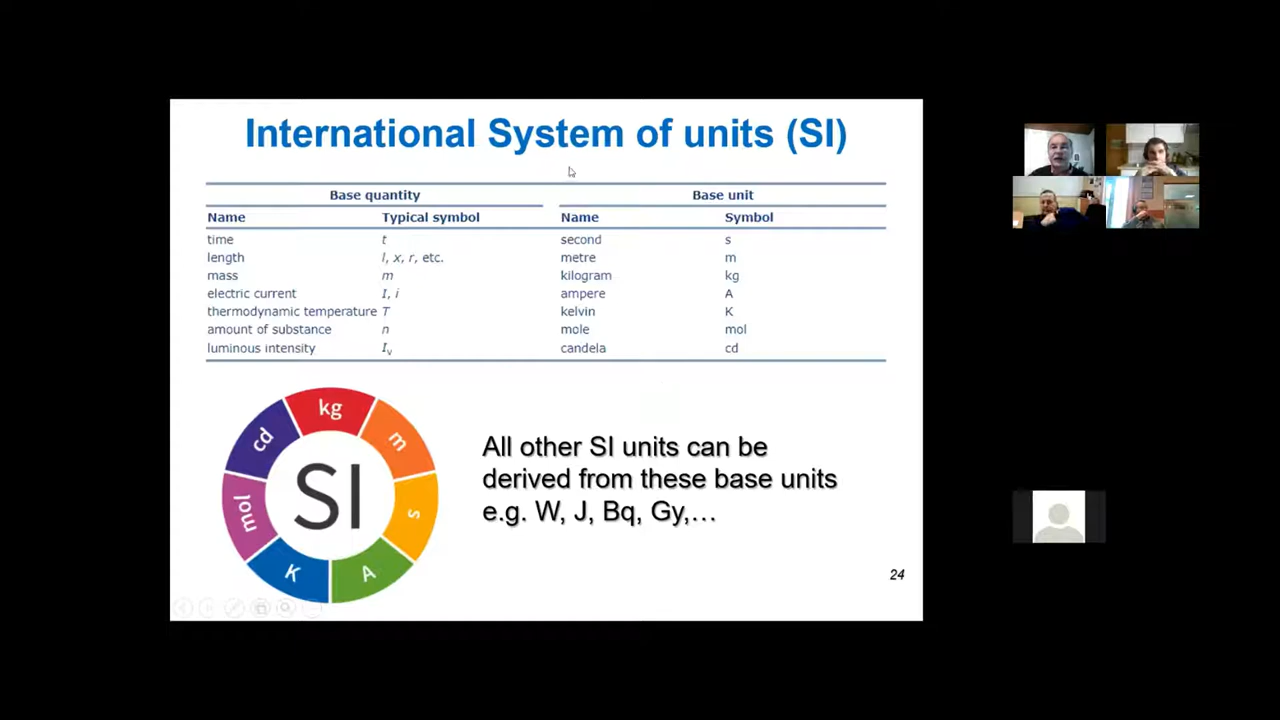 International System of units (SI)
Base quantity Base unit
Name Typical symbol Name Symbol
time t second s
length l, x, r, etc. metre m
mass m kilogram kg
electric current I, i ampere A
thermodynamic temperature T kelvin K
amount of substance n mole mol
luminous intensity Iv candela cd
kg
m
s
A
K
mol
cd
SI
All other SI units can be
derived from these base units
e.g. W, J, Bq, Gy,...
24